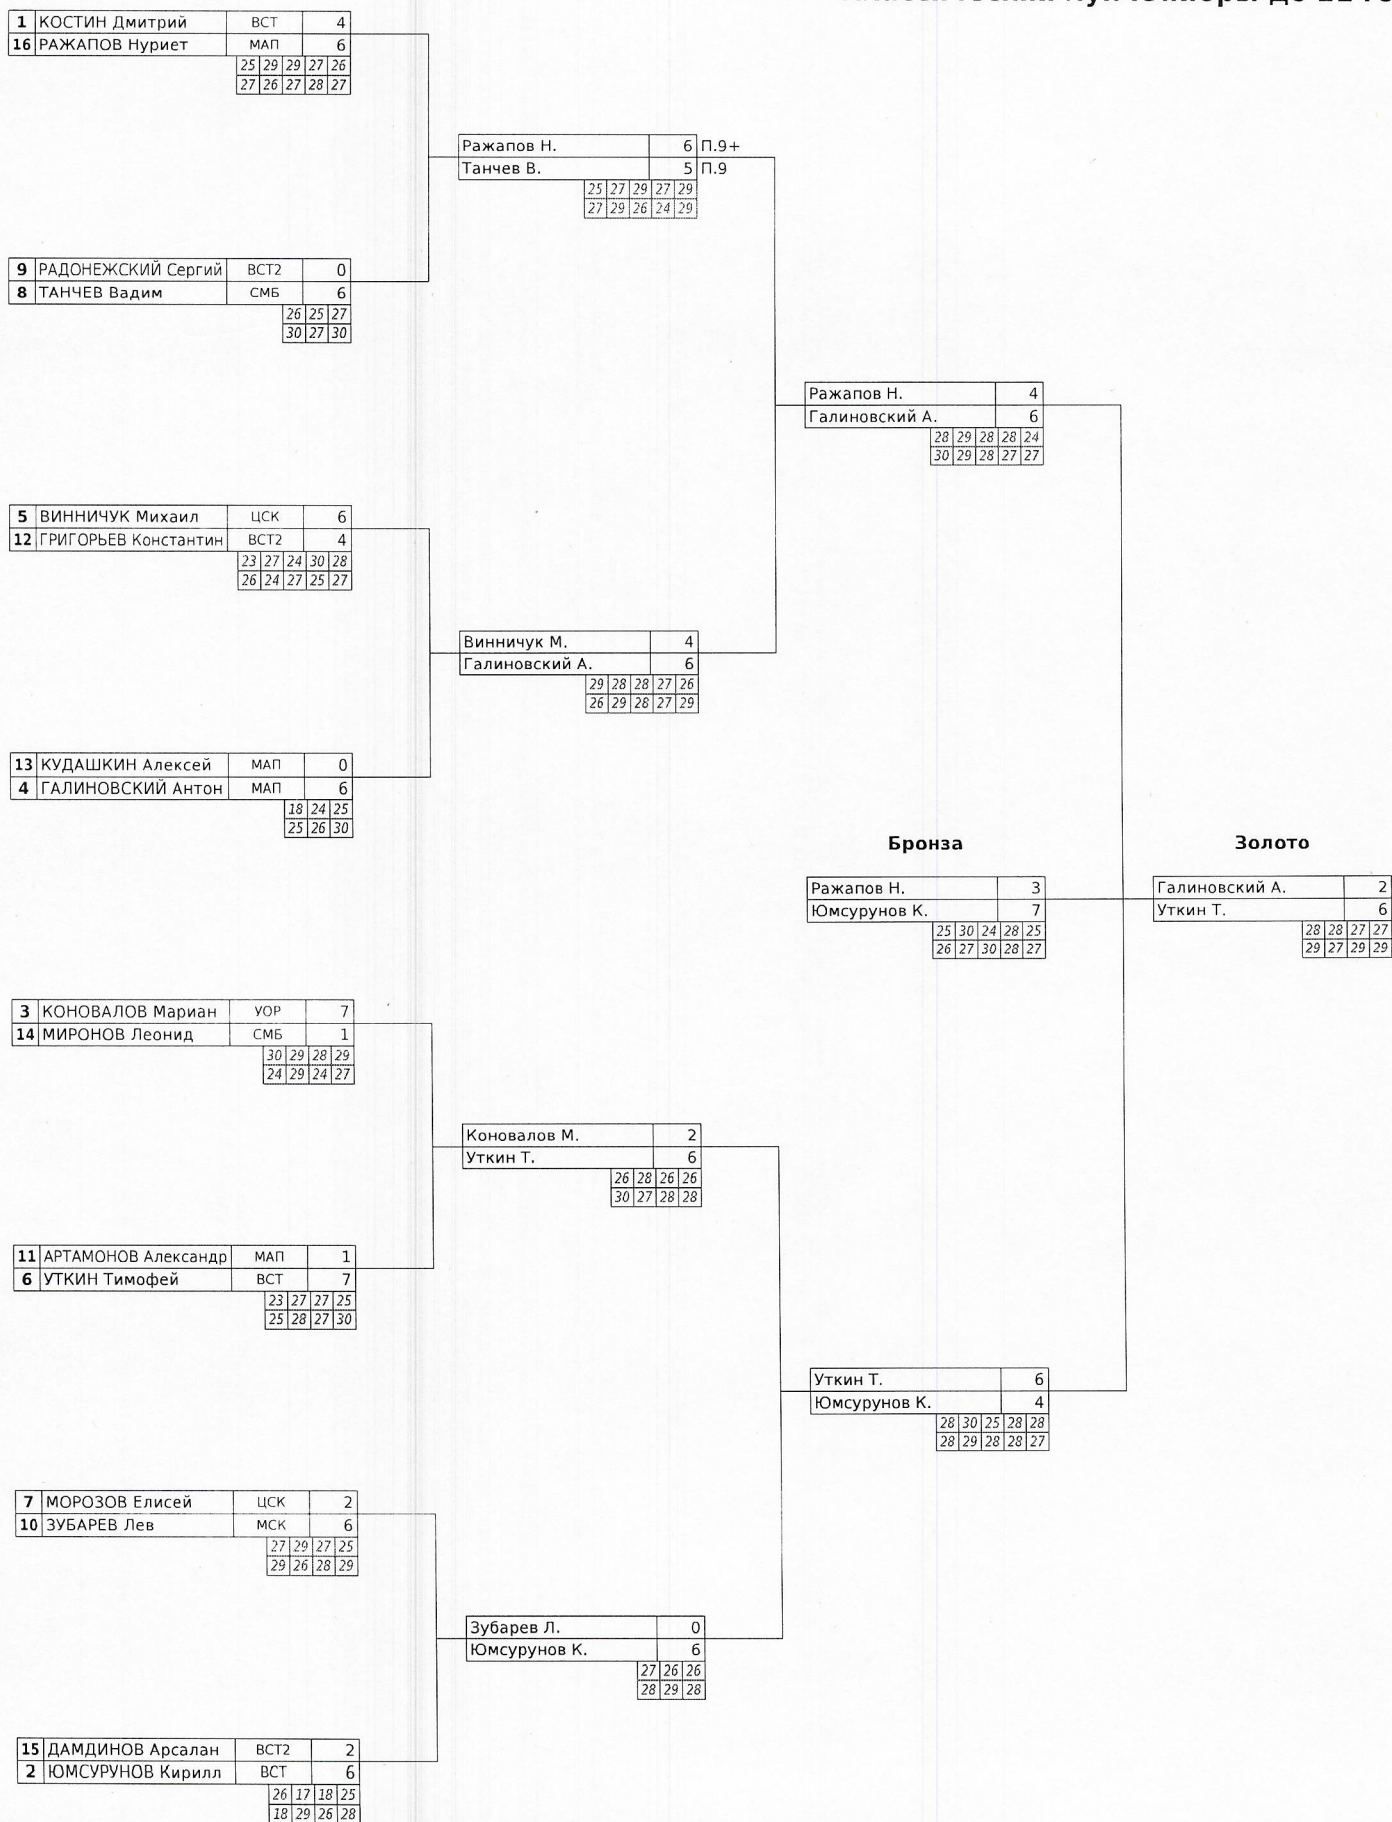 до 21
1 КОСТИН Дмитрий ВСТ 4
16 РАЖАПОВ Нуриет МАП 6
25 29 29 27 26
27 26 27 28 27
Ражапов Н. 6 П.9+
Танчев В. 5 П.9
25 27 29 27 29
27 29 26 24 29
9 РАДОНЕЖСКИЙ Сергий ВСТ2 0
8 ТАНЧЕВ Вадим СМБ 6
26 25 27
30 27 30
Ражапов Н. 4
Галиновский А. 6
28 29 28 28 24
30 29 28 27 27
5 ВИННИЧУК Михаил ЦСК 6
12 ГРИГОРЬЕВ Константин ВСТ2 4
23 27 24 30 28
26 24 27 25 27
Винничук М. 4
Галиновский А. 6
29 28 28 27 26
26 29 28 27 29
13 КУДАШКИН Алексей МАП 0
4 ГАЛИНОВСКИЙ Антон МАП 6
18 24 25
25 26 30
Бронза Золото
Ражапов Н. 3
Юмсурунов К. 7
25 30 24 28 25
26 27 30 28 27
Галиновский А. 2
Уткин Т. 6
28 28 27 27
29 27 29 29
3 КОНОВАЛОВ Мариан УОР 7
14 МИРОНОВ Леонид СМБ 1
30 29 28 29
24 29 24 27
Коновалов М. 2
Уткин Т. 6
26 28 26 26
30 27 28 28
11 АРТАМОНОВ Александр МАП 1
6 УТКИН Тимофей ВСТ 7
23 27 27 25
25 28 27 30
Уткин Т. 6
Юмсурунов К. 4
28 30 25 28 28
28 29 28 28 27
7 МОРОЗОВ Елисей ЦСК 2
10 ЗУБАРЕВ Лев МСК 6
27 29 27 25
29 26 28 29
Зубарев Л. 0
Юмсурунов К. 6
27 26 26
28 29 28
15 ДАМДИНОВ Арсалан ВСТ2 2
2 ЮМСУРУНОВ Кирилл ВСТ 6
26 17 18 25
18 29 26 28